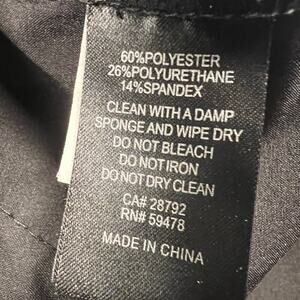 60%POLYESTER
26%POLYURETHANE
14%SPANDEX
CLEAN WITH A DAMP
SPONGE AND WIPE DRY
DO NOT BLEACH
DO NOT IRON
DO NOT DRY CLEAN
CA# 28792
RN# 59478
MADE IN CHINA